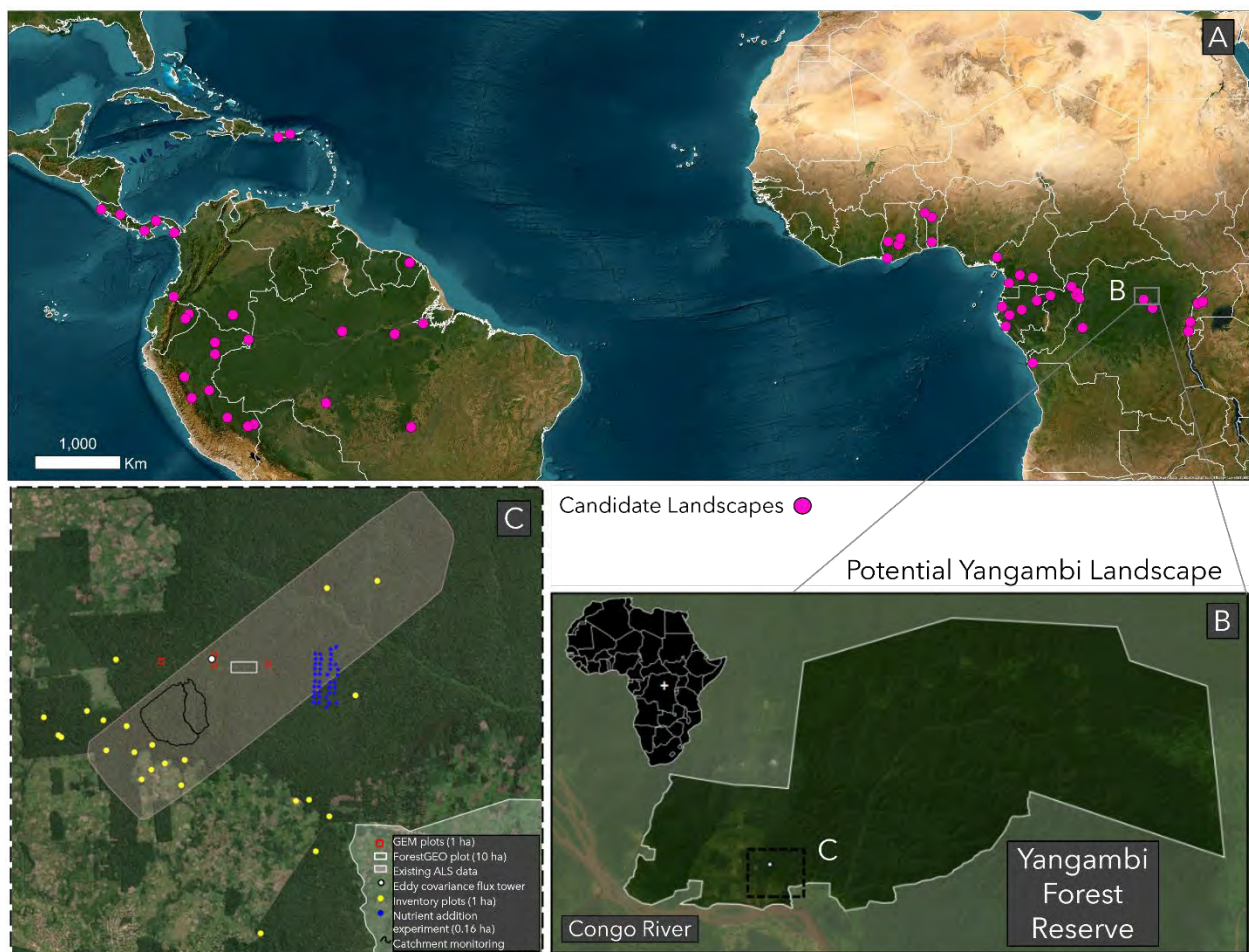 A
B
1,000
Km
Candidate Landscapes
Potential Yangambi Landscape
C
GEM plots (1 ha)
ForestGEO plot (10 ha)
Existing ALS data
Eddy covariance flux tower
Inventory plots (1 ha)
Nutrient addition
experiment (0.16 ha)
Catchment monitoring
B
C
Yangambi
Forest
Reserve
Congo River